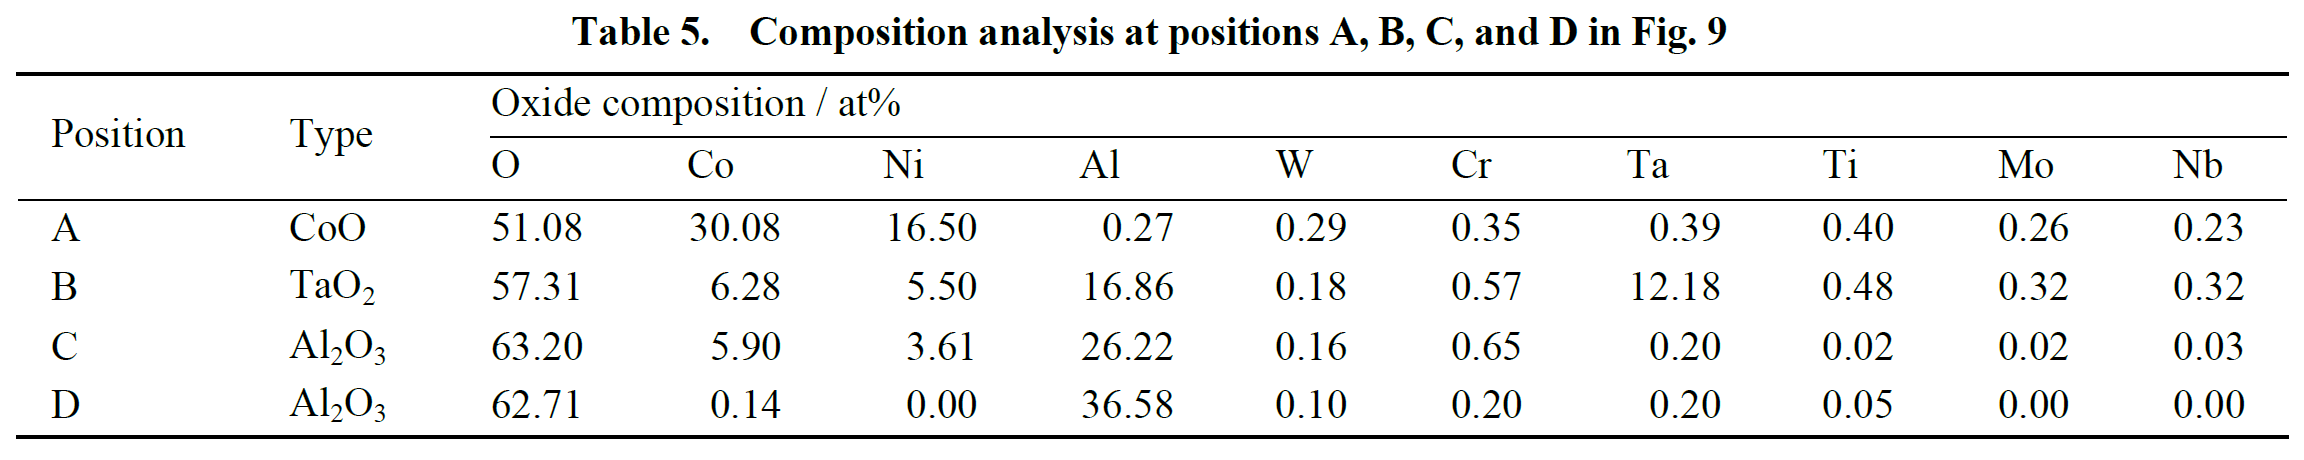 Table 5. Composition analysis at positions A, B, C, and D in Fig. 9
Position Type Oxide composition / at%
O Co Ni Al W Cr Ta Ti Mo Nb
A CoO 51.08 30.08 16.50 0.27 0.29 0.35 0.39 0.40 0.26 0.23
B TaO₂ 57.31 6.28 5.50 16.86 0.18 0.57 12.18 0.48 0.32 0.32
C Al₂O₃ 63.20 5.90 3.61 26.22 0.16 0.65 0.20 0.02 0.02 0.03
D Al₂O₃ 62.71 0.14 0.00 36.58 0.10 0.20 0.20 0.05 0.00 0.00